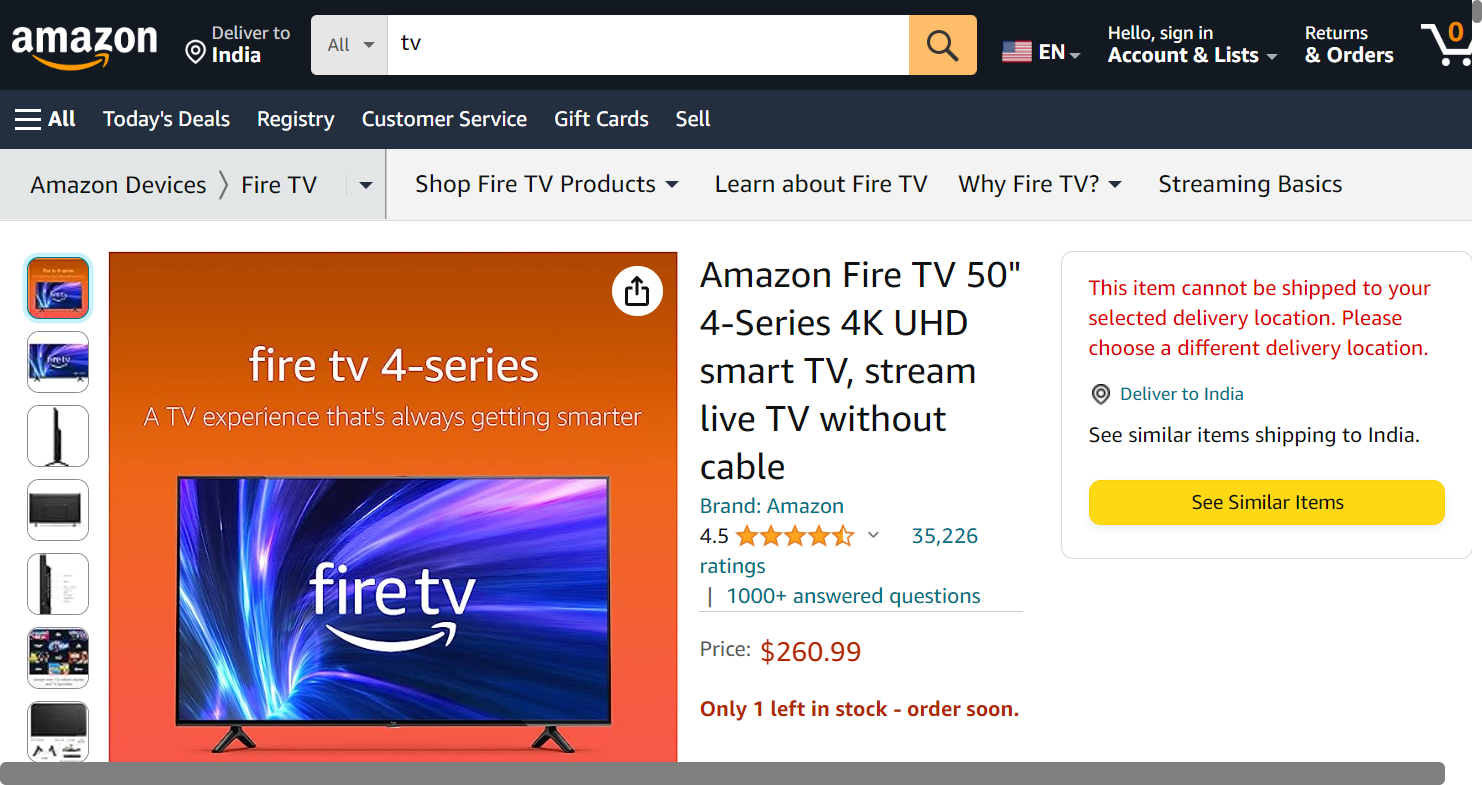 amazon
Deliver to
India
All
tv
EN
Hello, sign in
Account & Lists
Returns
& Orders
0
All
Today's Deals
Registry
Customer Service
Gift Cards
Sell
Amazon Devices
Fire TV
Shop Fire TV Products
Learn about Fire TV
Why Fire TV?
Streaming Basics
fire tv 4-series
A TV experience that's always getting smarter
fire tv
Amazon Fire TV 50"
4-Series 4K UHD
smart TV, stream
live TV without
cable
Brand: Amazon
4.5
35,226
ratings
| 1000+ answered questions
Price: $260.99
Only 1 left in stock - order soon.
This item cannot be shipped to your
selected delivery location. Please
choose a different delivery location.
Deliver to India
See similar items shipping to India.
See Similar Items